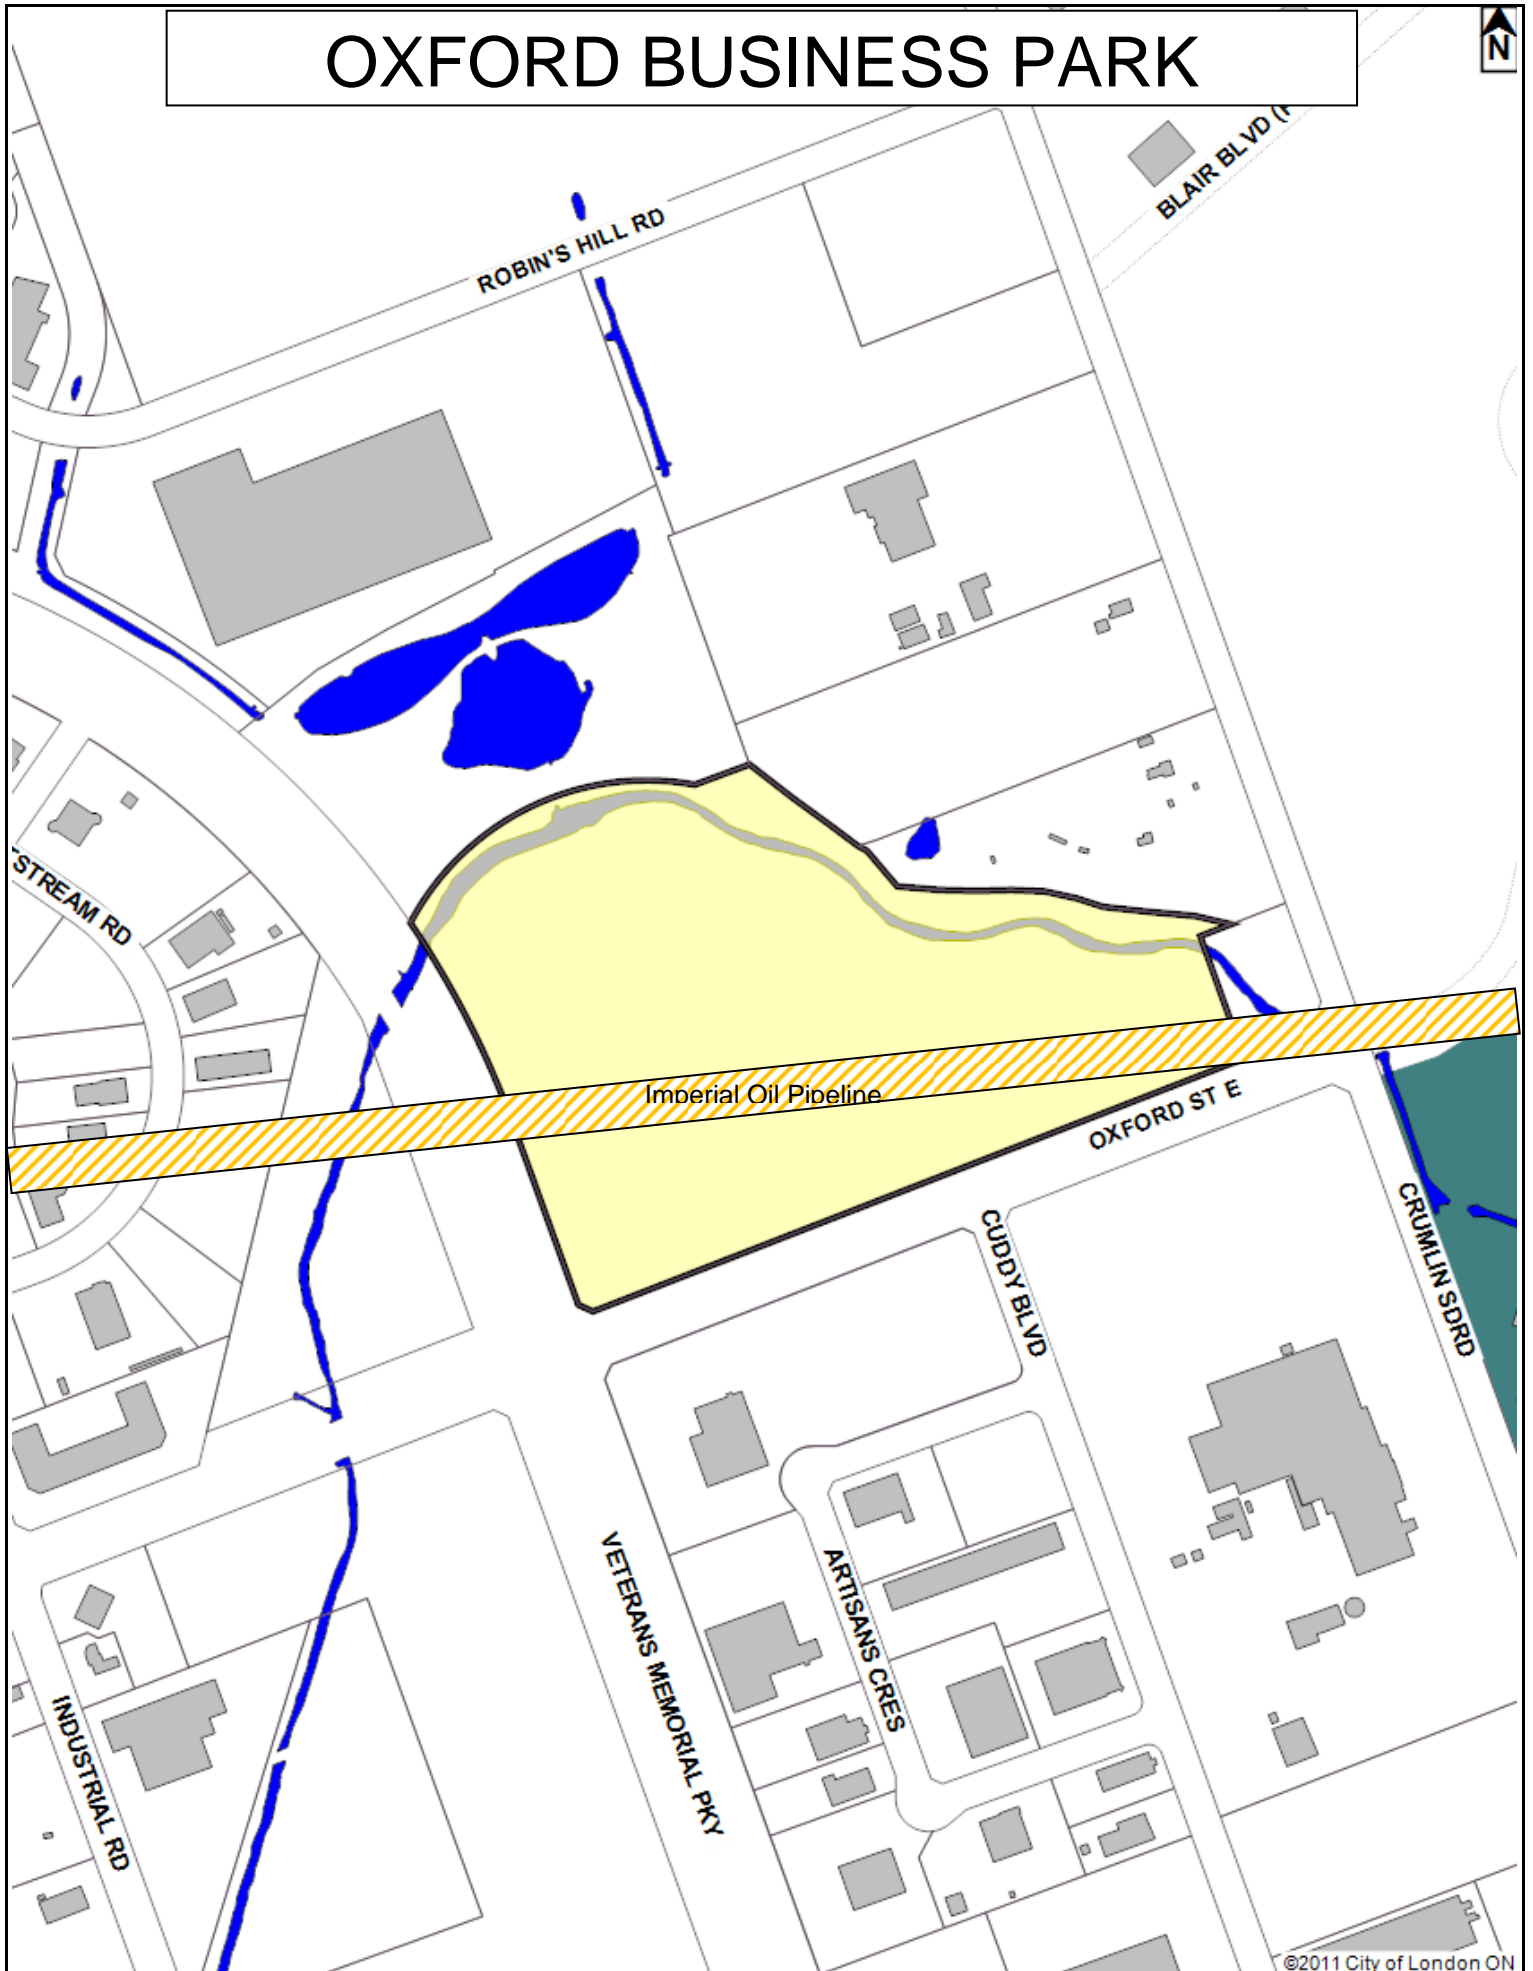 OXFORD BUSINESS PARK
N
BLAIR BLVD
ROBIN'S HILL RD
TSTREAM RD
Imperial Oil Pipeline
OXFORD ST E
CUDDY BLVD
CRUMLIN SDRD
VETERANS MEMORIAL PKY
ARTISANS CRES
INDUSTRIAL RD
©2011 City of London ON